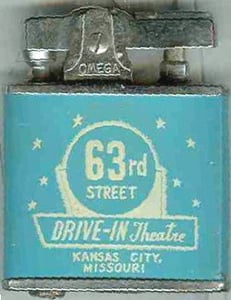 OMEGA
63rd
STREET
DRIVE-IN Theatre
KANSAS CITY,
MISSOURI